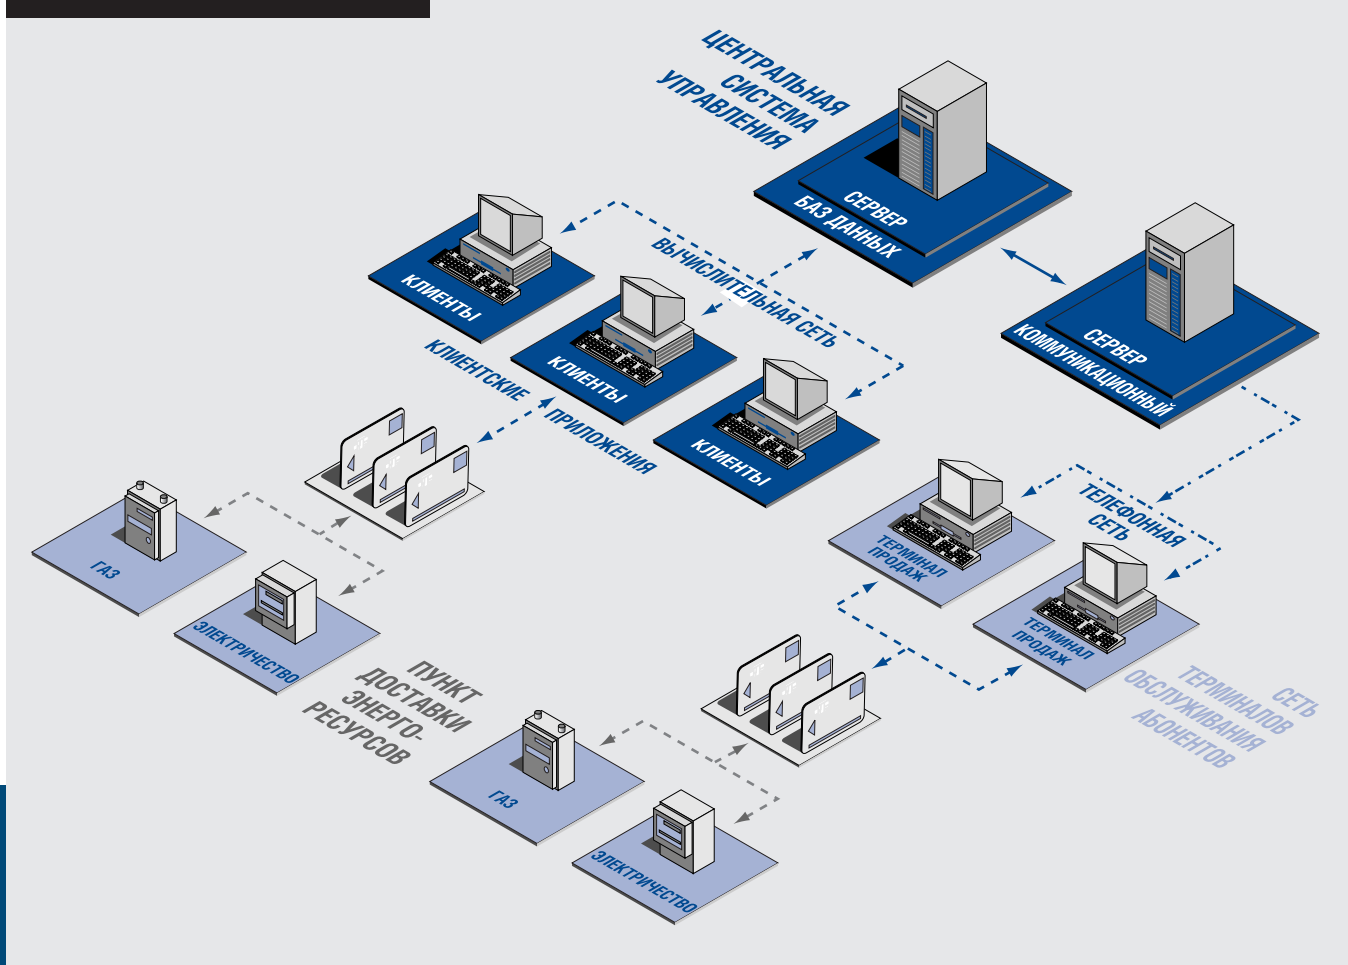 ЦЕНТРАЛЬНАЯ
СИСТЕМА
УПРАВЛЕНИЯ
СЕРВЕР
БАЗ ДАННЫХ
ВЫЧИСЛИТЕЛЬНАЯ СЕТЬ
КЛИЕНТЫ
КЛИЕНТЫ
КЛИЕНТЫ
СЕРВЕР
КОММУНИКАЦИОННЫЙ
КЛИЕНТСКИЕ
ПРИЛОЖЕНИЯ
ТЕЛЕФОННАЯ
СЕТЬ
ТЕРМИНАЛ
ПРОДАЖ
ТЕРМИНАЛ
ПРОДАЖ
ГАЗ
ЭЛЕКТРИЧЕСТВО
ПУНКТ
ДОСТАВКИ
ЭНЕРГО-
РЕСУРСОВ
СЕТЬ
ТЕРМИНАЛОВ
ОБСЛУЖИВАНИЯ
АБОНЕНТОВ
ГАЗ
ЭЛЕКТРИЧЕСТВО